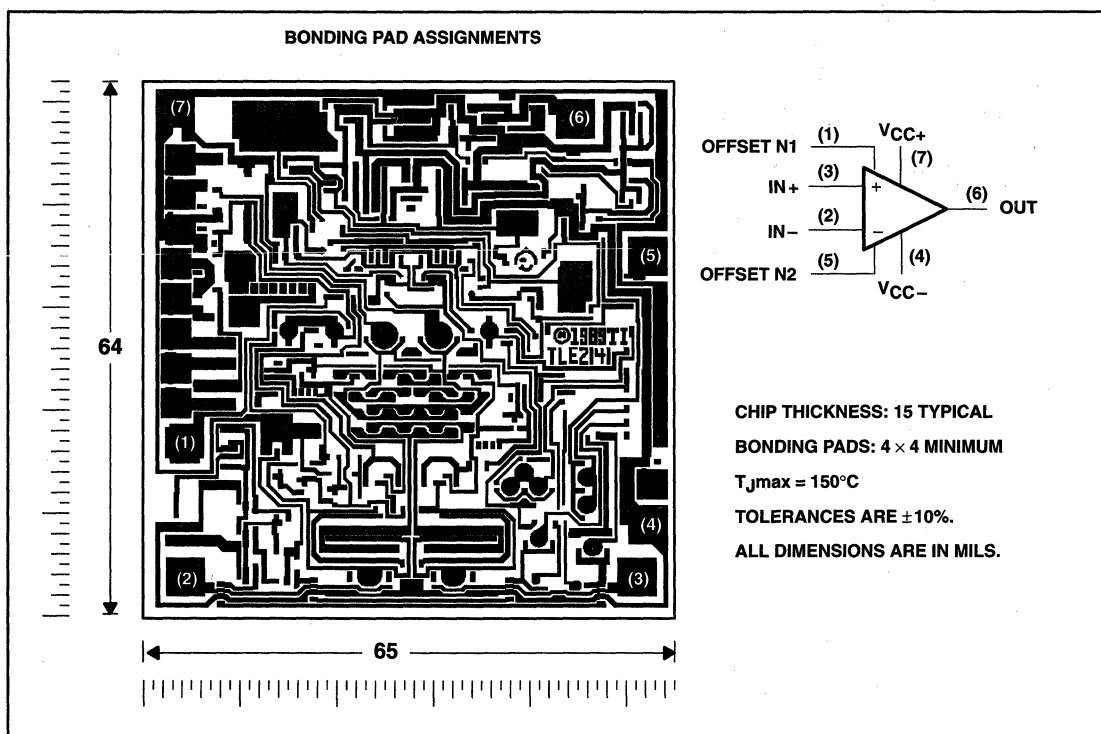 BONDING PAD ASSIGNMENTS
(7)
(6)
(5)
©1989TI
TLE2141
(1)
(4)
(2)
(3)
64
65
OFFSET N1
(1)
VCC+
(7)
IN+
(3)
+
(6)
OUT
IN−
(2)
−
OFFSET N2
(5)
(4)
VCC−
CHIP THICKNESS: 15 TYPICAL
BONDING PADS: 4 × 4 MINIMUM
TJmax = 150°C
TOLERANCES ARE ±10%.
ALL DIMENSIONS ARE IN MILS.